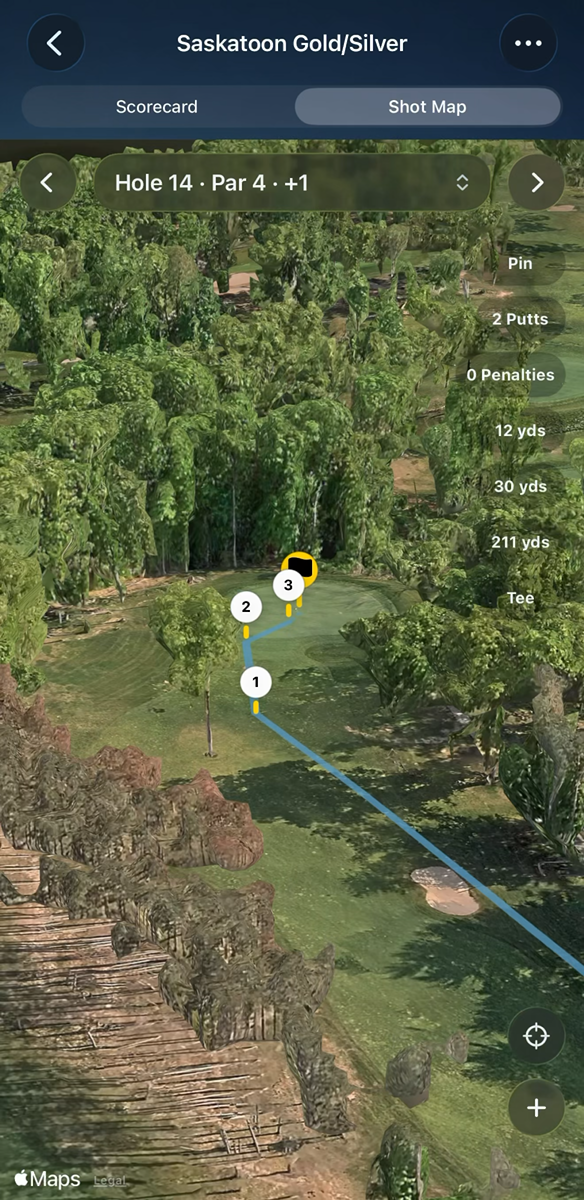 Saskatoon Gold/Silver
Scorecard
Shot Map
Hole 14 · Par 4 · +1
Pin
2 Putts
0 Penalties
12 yds
30 yds
211 yds
Tee
3
2
1
Maps
Legal